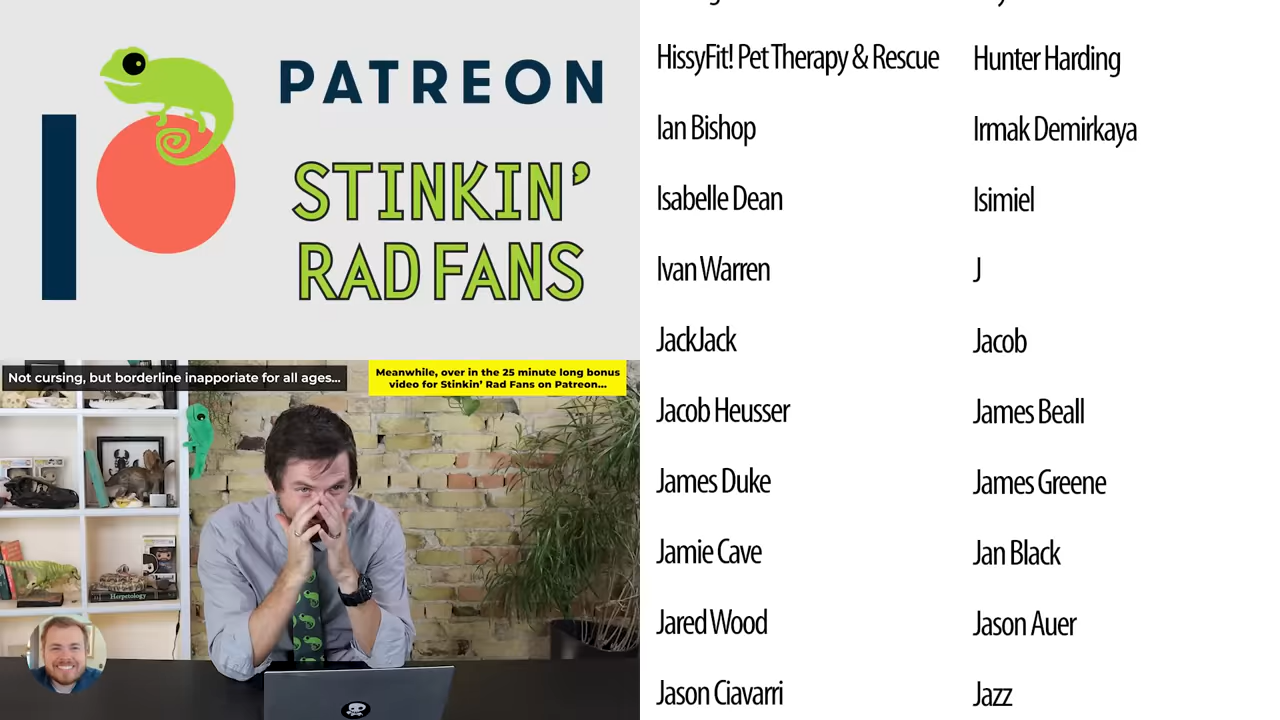 PATREON
STINKIN'
RAD FANS
Not cursing, but borderline inapporiate for all ages...
Meanwhile, over in the 25 minute long bonus
video for Stinkin' Rad Fans on Patreon...
Herpetology
HissyFit! Pet Therapy & Rescue
Hunter Harding
Ian Bishop
Irmak Demirkaya
Isabelle Dean
Isimiel
Ivan Warren
J
JackJack
Jacob
Jacob Heusser
James Beall
James Duke
James Greene
Jamie Cave
Jan Black
Jared Wood
Jason Auer
Jason Ciavarri
Jazz